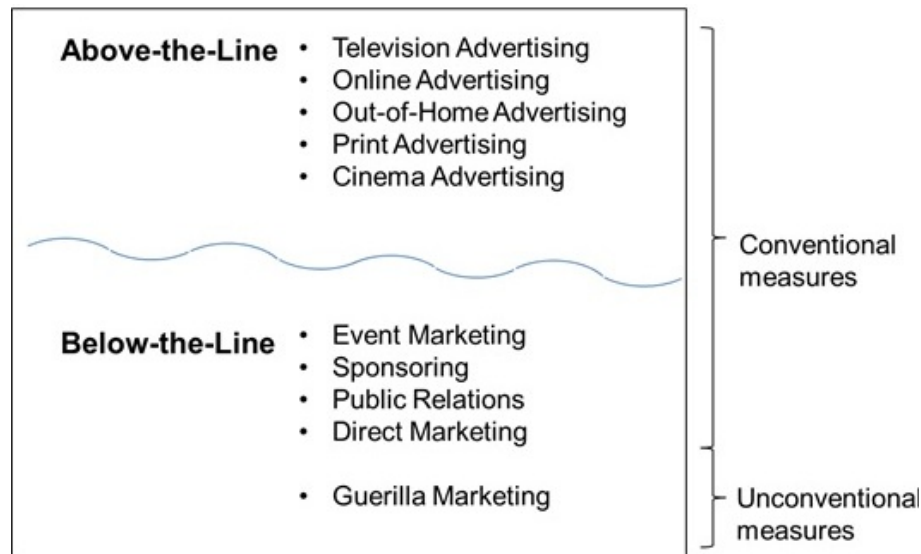 Above-the-Line
• Television Advertising
• Online Advertising
• Out-of-Home Advertising
• Print Advertising
• Cinema Advertising
Conventional
measures
Below-the-Line
• Event Marketing
• Sponsoring
• Public Relations
• Direct Marketing
• Guerilla Marketing
Unconventional
measures